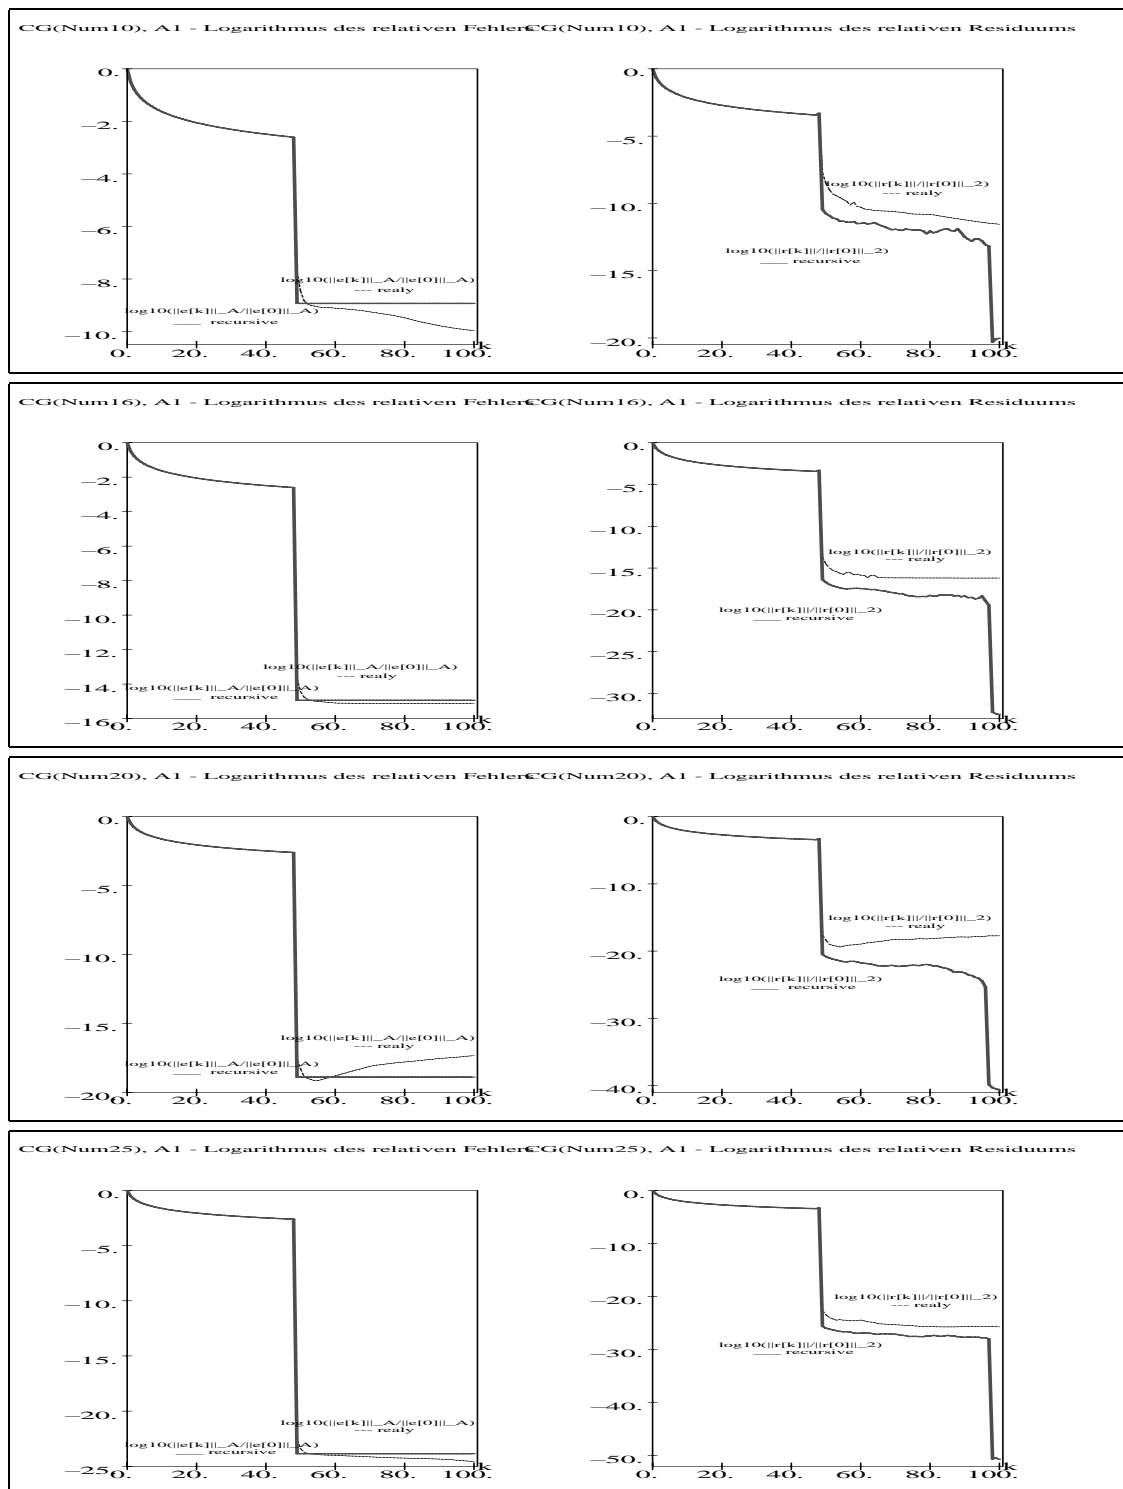 CG(Num10), A1 - Logarithmus des relativen Fehlers
CG(Num10), A1 - Logarithmus des relativen Residuums
0.
−2.
−4.
−6.
−8.
−10.
log10(||e[k]||_A/||e[0]||_A)
--- realy
log10(||e[k]||_A/||e[0]||_A)
___ recursive
0. 20. 40. 60. 80. 100. k
0.
−5.
−10.
−15.
−20.
log10(||r[k]||/||r[0]||_2)
--- realy
log10(||r[k]||/||r[0]||_2)
___ recursive
0. 20. 40. 60. 80. 100. k
CG(Num16), A1 - Logarithmus des relativen Fehlers
CG(Num16), A1 - Logarithmus des relativen Residuums
0.
−2.
−4.
−6.
−8.
−10.
−12.
−14.
−16.
log10(||e[k]||_A/||e[0]||_A)
--- realy
log10(||e[k]||_A/||e[0]||_A)
___ recursive
0. 20. 40. 60. 80. 100. k
0.
−5.
−10.
−15.
−20.
−25.
−30.
log10(||r[k]||/||r[0]||_2)
--- realy
log10(||r[k]||/||r[0]||_2)
___ recursive
0. 20. 40. 60. 80. 100. k
CG(Num20), A1 - Logarithmus des relativen Fehlers
CG(Num20), A1 - Logarithmus des relativen Residuums
0.
−5.
−10.
−15.
−20.
log10(||e[k]||_A/||e[0]||_A)
--- realy
log10(||e[k]||_A/||e[0]||_A)
___ recursive
0. 20. 40. 60. 80. 100. k
0.
−10.
−20.
−30.
−40.
log10(||r[k]||/||r[0]||_2)
--- realy
log10(||r[k]||/||r[0]||_2)
___ recursive
0. 20. 40. 60. 80. 100. k
CG(Num25), A1 - Logarithmus des relativen Fehlers
CG(Num25), A1 - Logarithmus des relativen Residuums
0.
−5.
−10.
−15.
−20.
−25.
log10(||e[k]||_A/||e[0]||_A)
--- realy
log10(||e[k]||_A/||e[0]||_A)
___ recursive
0. 20. 40. 60. 80. 100. k
0.
−10.
−20.
−30.
−40.
−50.
log10(||r[k]||/||r[0]||_2)
--- realy
log10(||r[k]||/||r[0]||_2)
___ recursive
0. 20. 40. 60. 80. 100. k